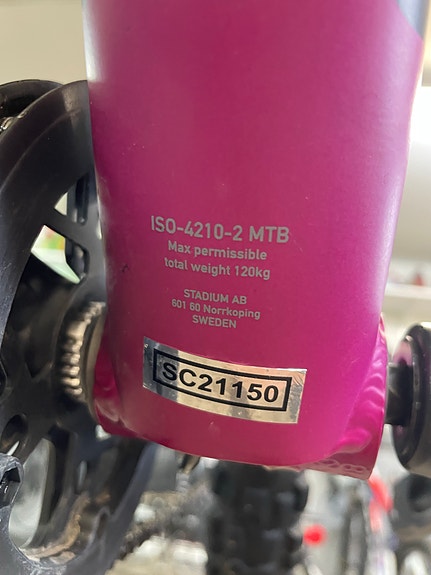 ISO-4210-2 MTB
Max permissible
total weight 120kg
STADIUM AB
601 60 Norrkoping
SWEDEN
SC21150